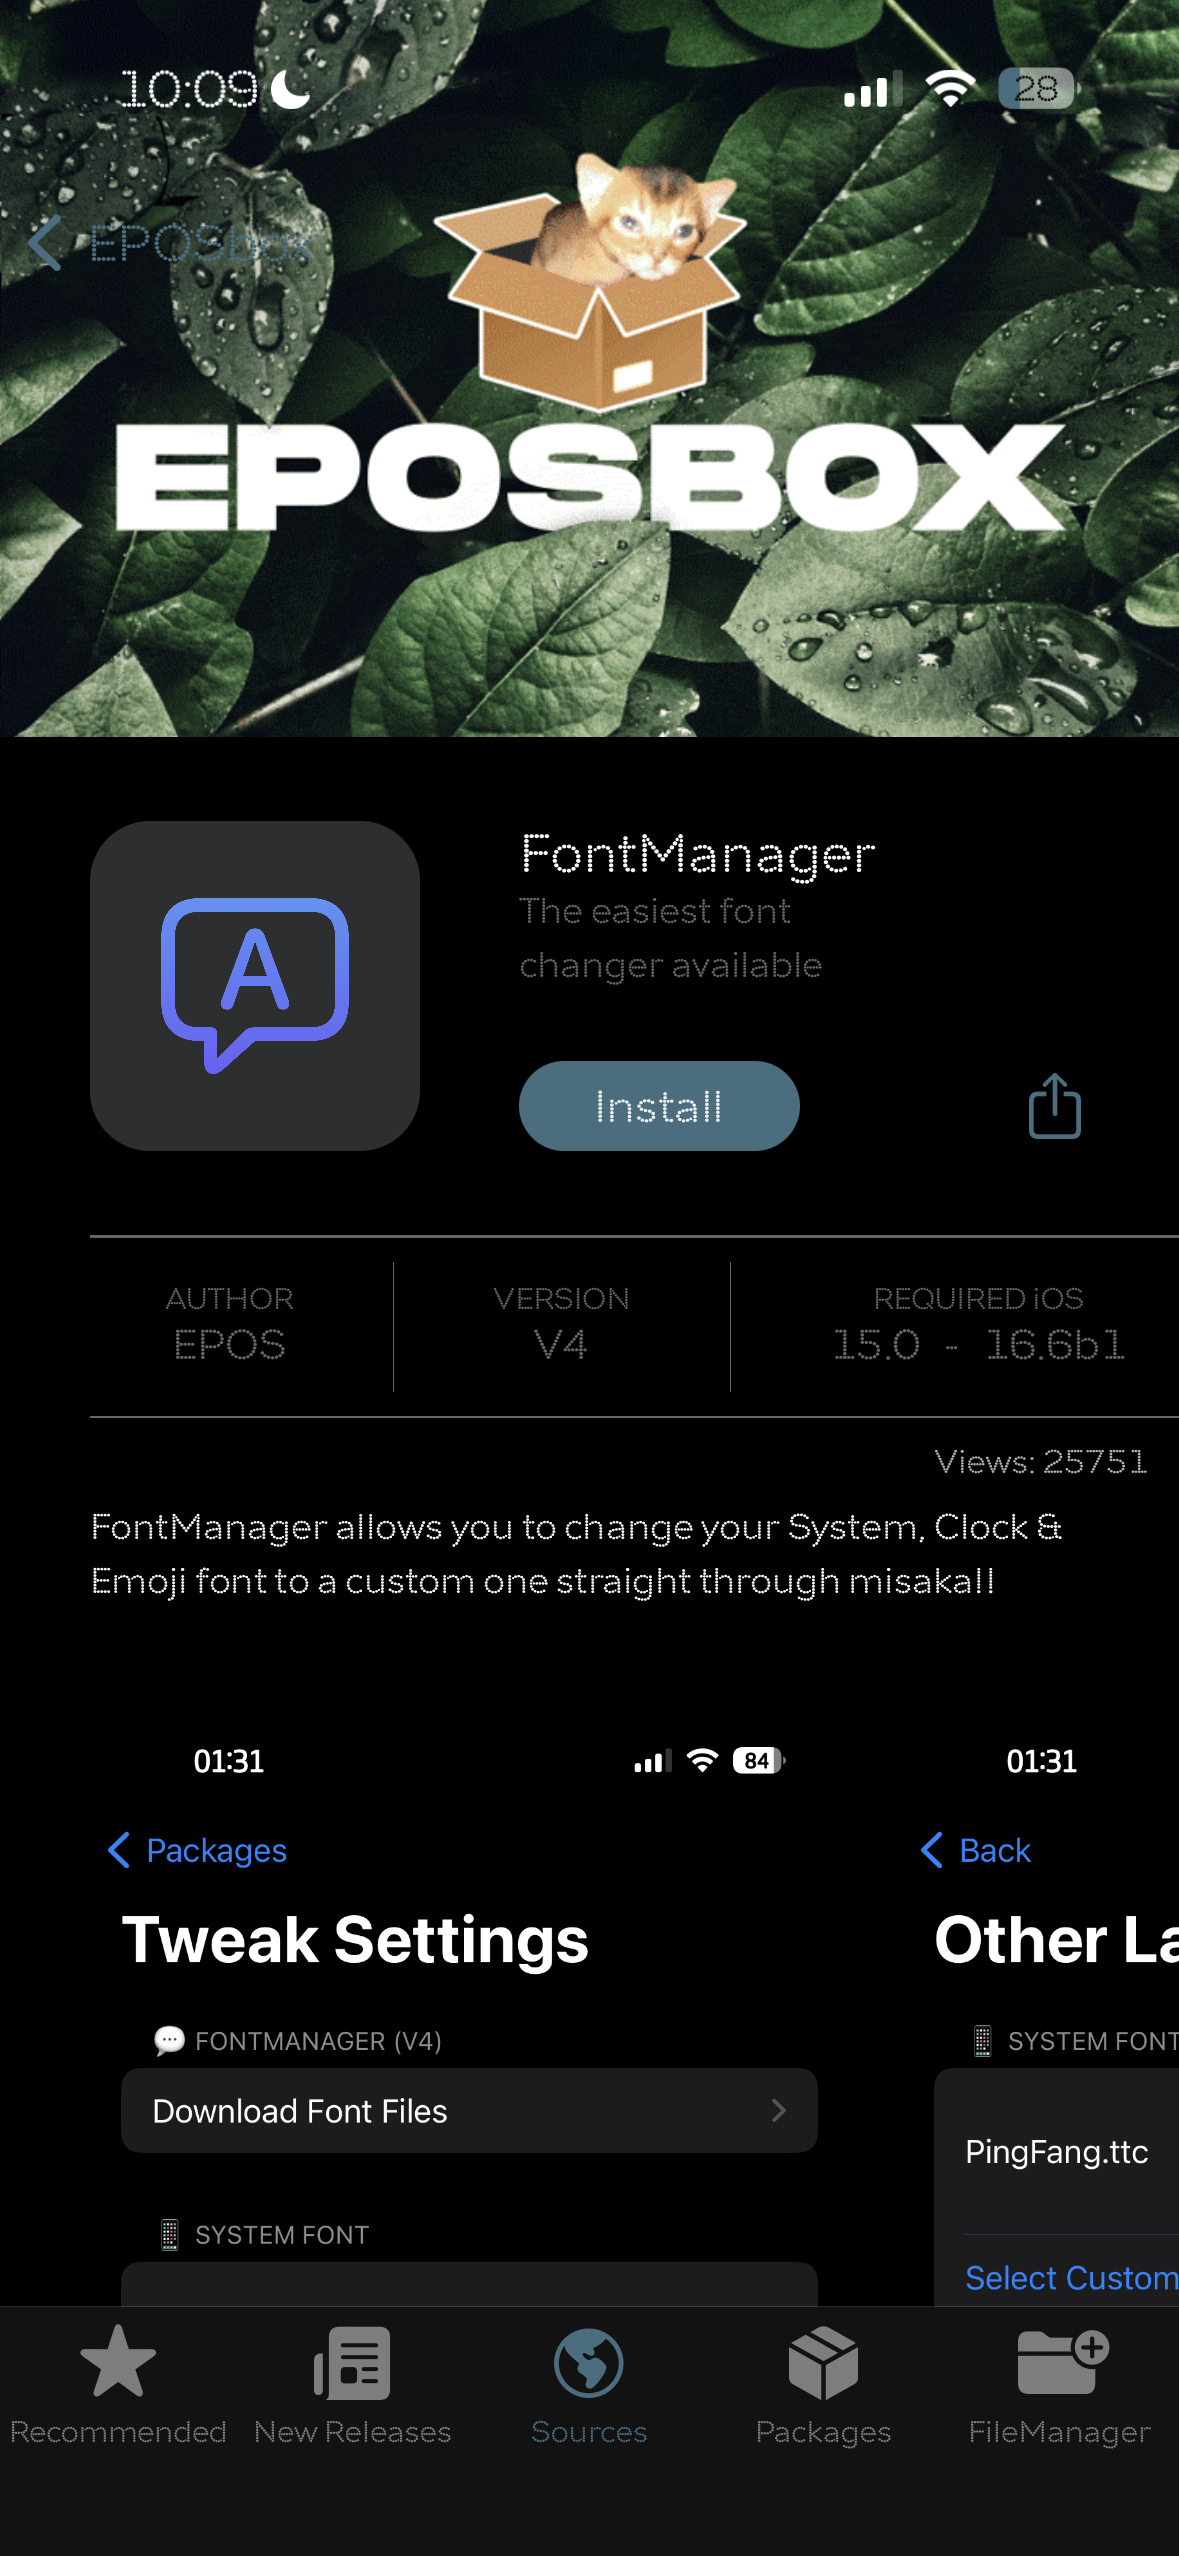 10:09
28
EPOSbox
EPOSBOX
A
FontManager
The easiest font
changer available
Install
AUTHOR
EPOS
VERSION
V4
REQUIRED iOS
15.0 - 16.6b1
Views: 25751
FontManager allows you to change your System, Clock &
Emoji font to a custom one straight through misaka!!
01:31
84
Packages
Tweak Settings
FONTMANAGER (V4)
Download Font Files
SYSTEM FONT
01:31
Back
Other La
SYSTEM FONT
PingFang.ttc
Select Custom
Recommended
New Releases
Sources
Packages
FileManager